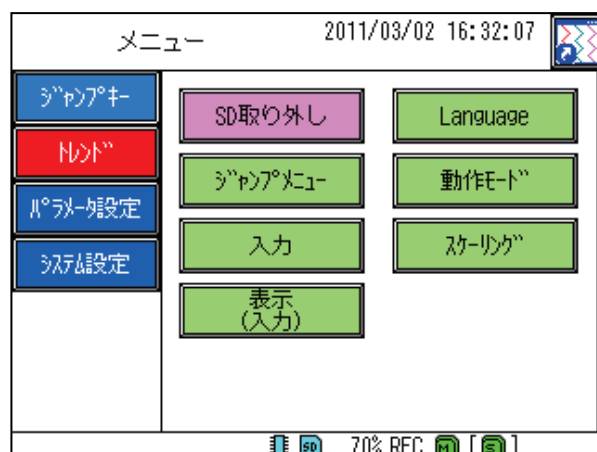 メニュー
2011/03/02 16:32:07
ジャンプキー
トレンド
パラメータ設定
システム設定
SD取り外し
Language
ジャンプメニュー
動作モード
入力
スケーリング
表示
(入力)
SD 70% REC M [S]